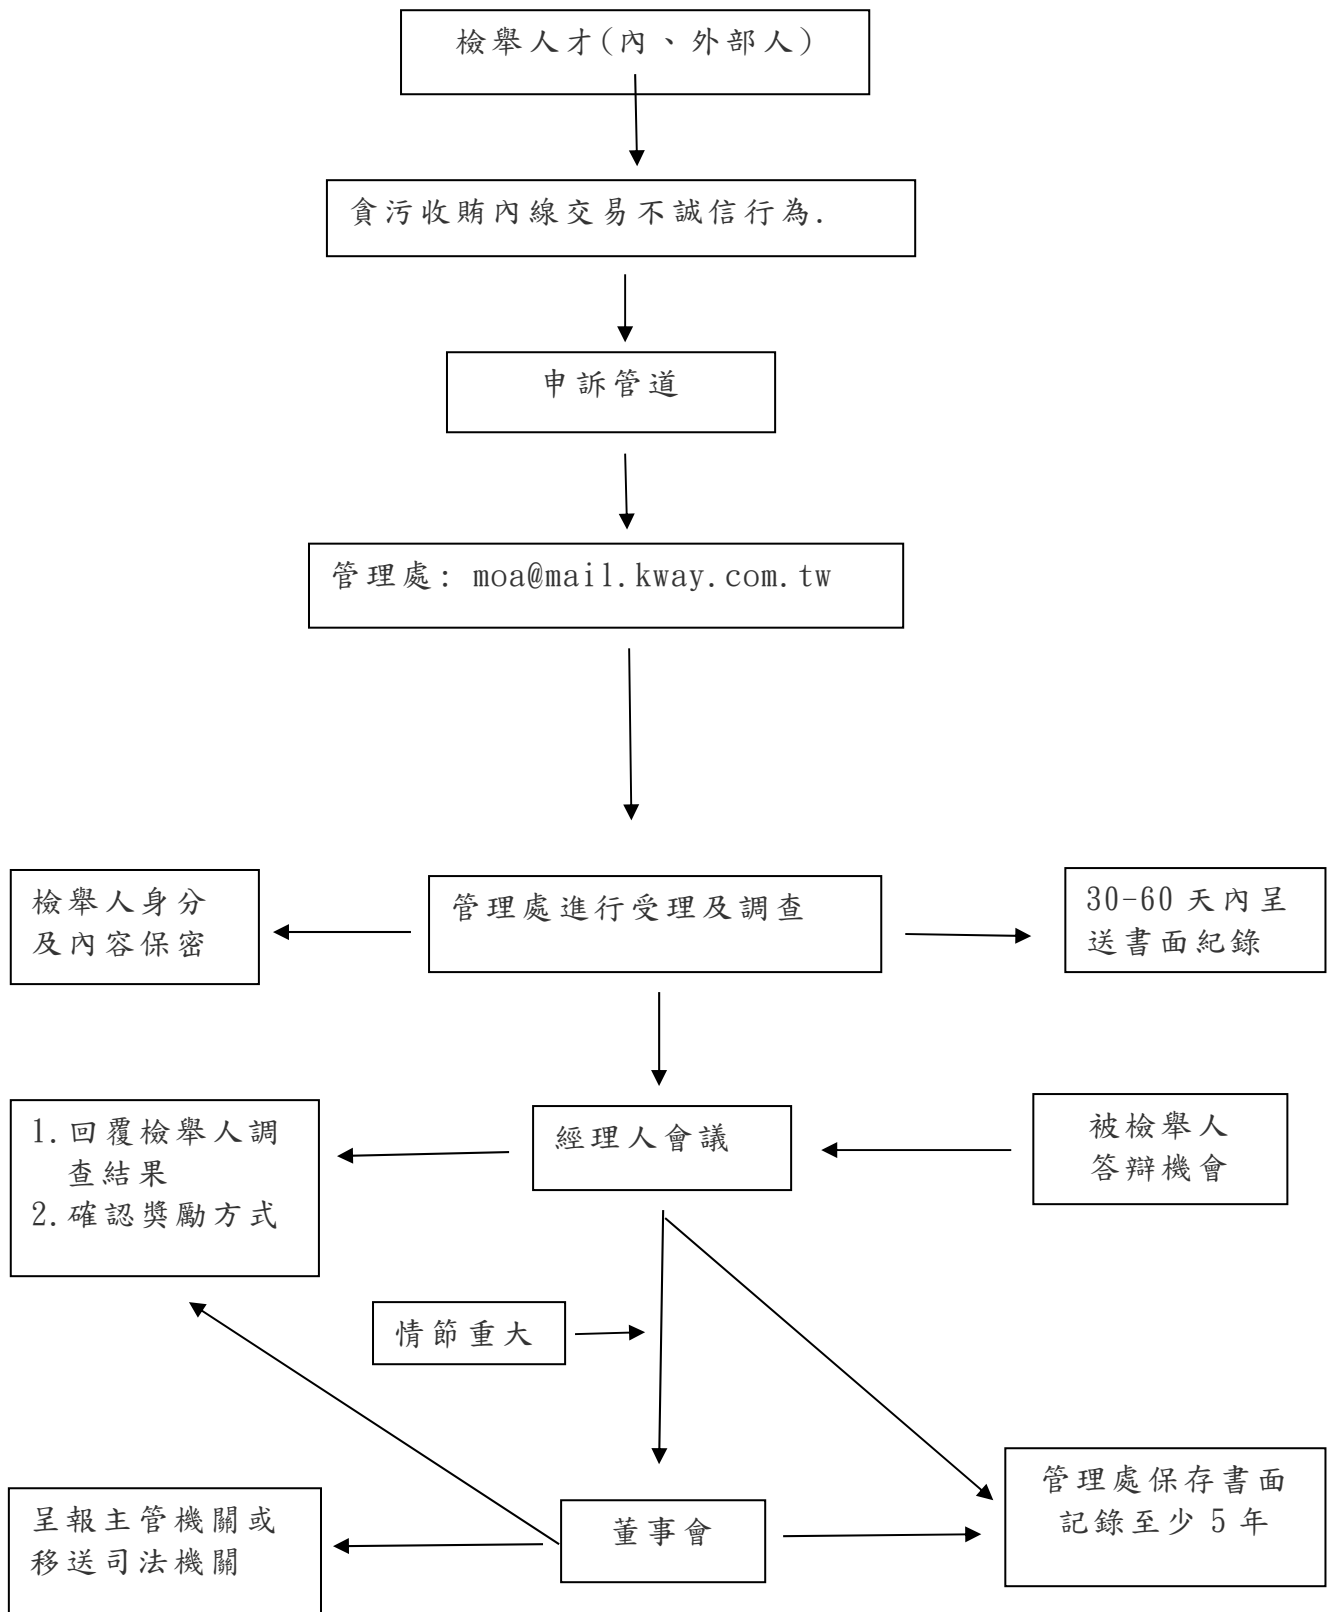 檢舉人才(內、外部人)
貪污收賄內線交易不誠信行為.
申訴管道
管理處: moa@mail.kway.com.tw
檢舉人身分
及內容保密
管理處進行受理及調查
30-60 天內呈
送書面紀錄
1.回覆檢舉人調
查結果
2.確認獎勵方式
經理人會議
被檢舉人
答辯機會
情節重大
呈報主管機關或
移送司法機關
董事會
管理處保存書面
記錄至少 5 年